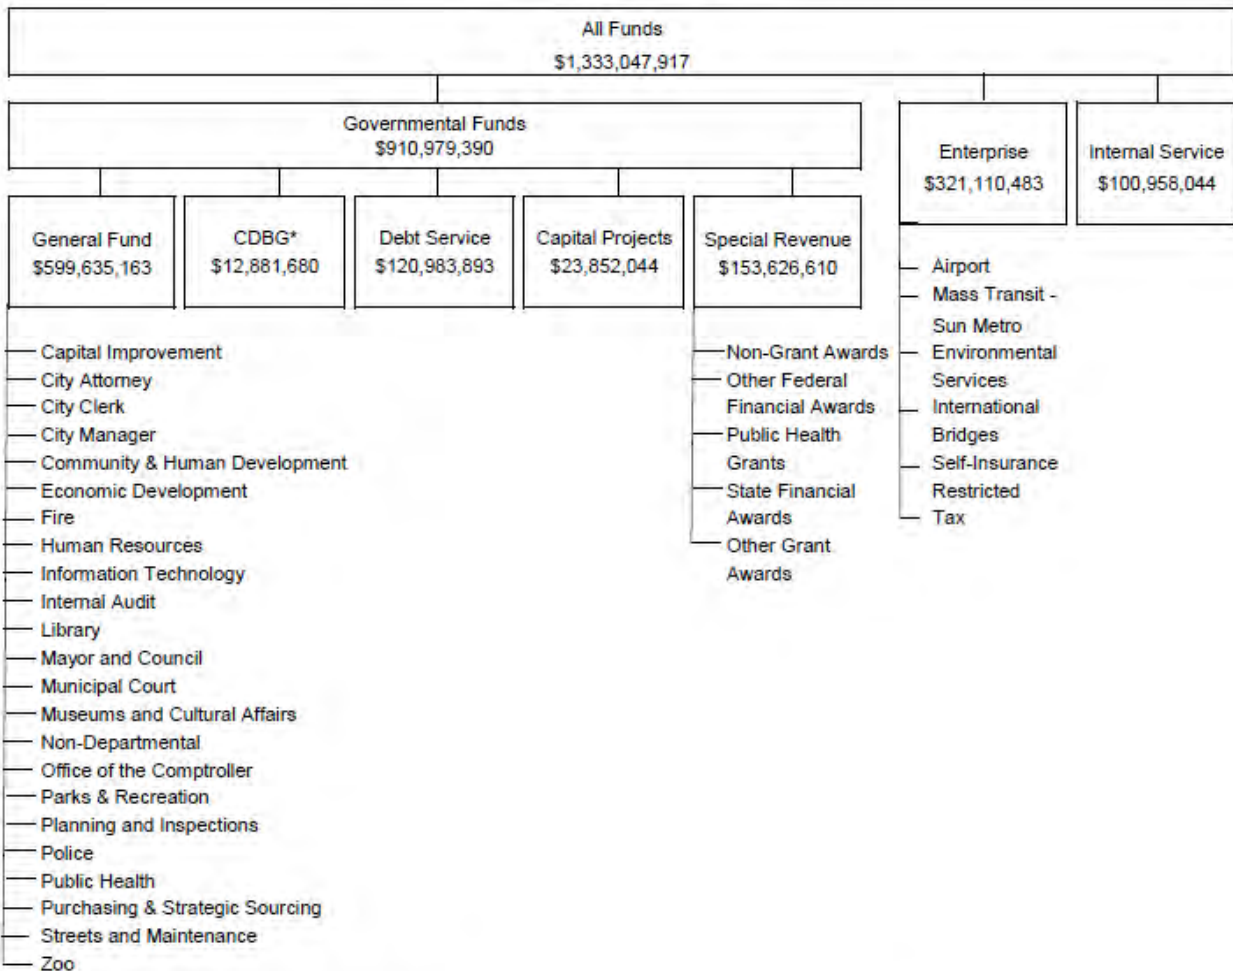 All Funds
$1,333,047,917
Governmental Funds
$910,979,390
Enterprise
$321,110,483
Internal Service
$100,958,044
General Fund
$599,635,163
CDBG*
$12,881,680
Debt Service
$120,983,893
Capital Projects
$23,852,044
Special Revenue
$153,626,610
Capital Improvement
City Attorney
City Clerk
City Manager
Community & Human Development
Economic Development
Fire
Human Resources
Information Technology
Internal Audit
Library
Mayor and Council
Municipal Court
Museums and Cultural Affairs
Non-Departmental
Office of the Comptroller
Parks & Recreation
Planning and Inspections
Police
Public Health
Purchasing & Strategic Sourcing
Streets and Maintenance
Zoo
Non-Grant Awards
Other Federal
Financial Awards
Public Health
Grants
State Financial
Awards
Other Grant
Awards
Airport
Mass Transit -
Sun Metro
Environmental
Services
International
Bridges
Self-Insurance
Restricted
Tax